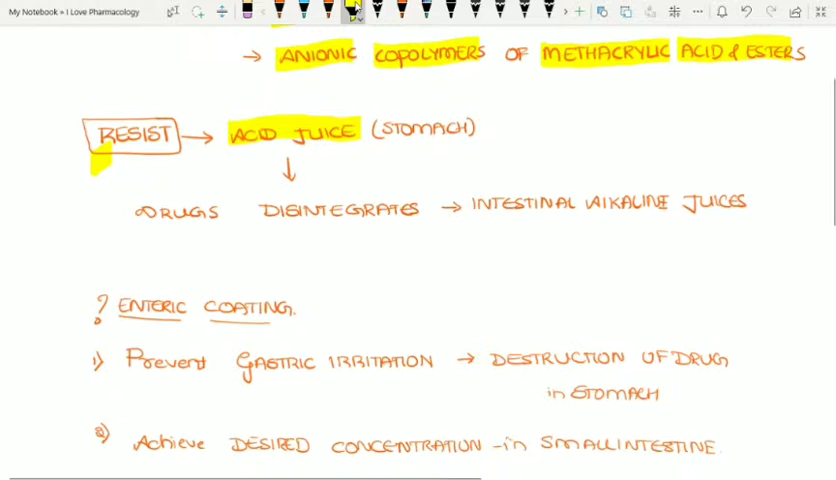 My Notebook » I Love Pharmacology
→ ANIONIC COPOLYMERS OF METHACRYLIC ACID & ESTERS
RESIST → ACID JUICE (STOMACH)
↓
DRUGS DISINTEGRATES → INTESTINAL ALKALINE JUICES
? ENTERIC COATING.
1) Prevent GASTRIC IRRITATION → DESTRUCTION OF DRUG
in STOMACH
2) Achieve DESIRED CONCENTRATION - in SMALL INTESTINE.